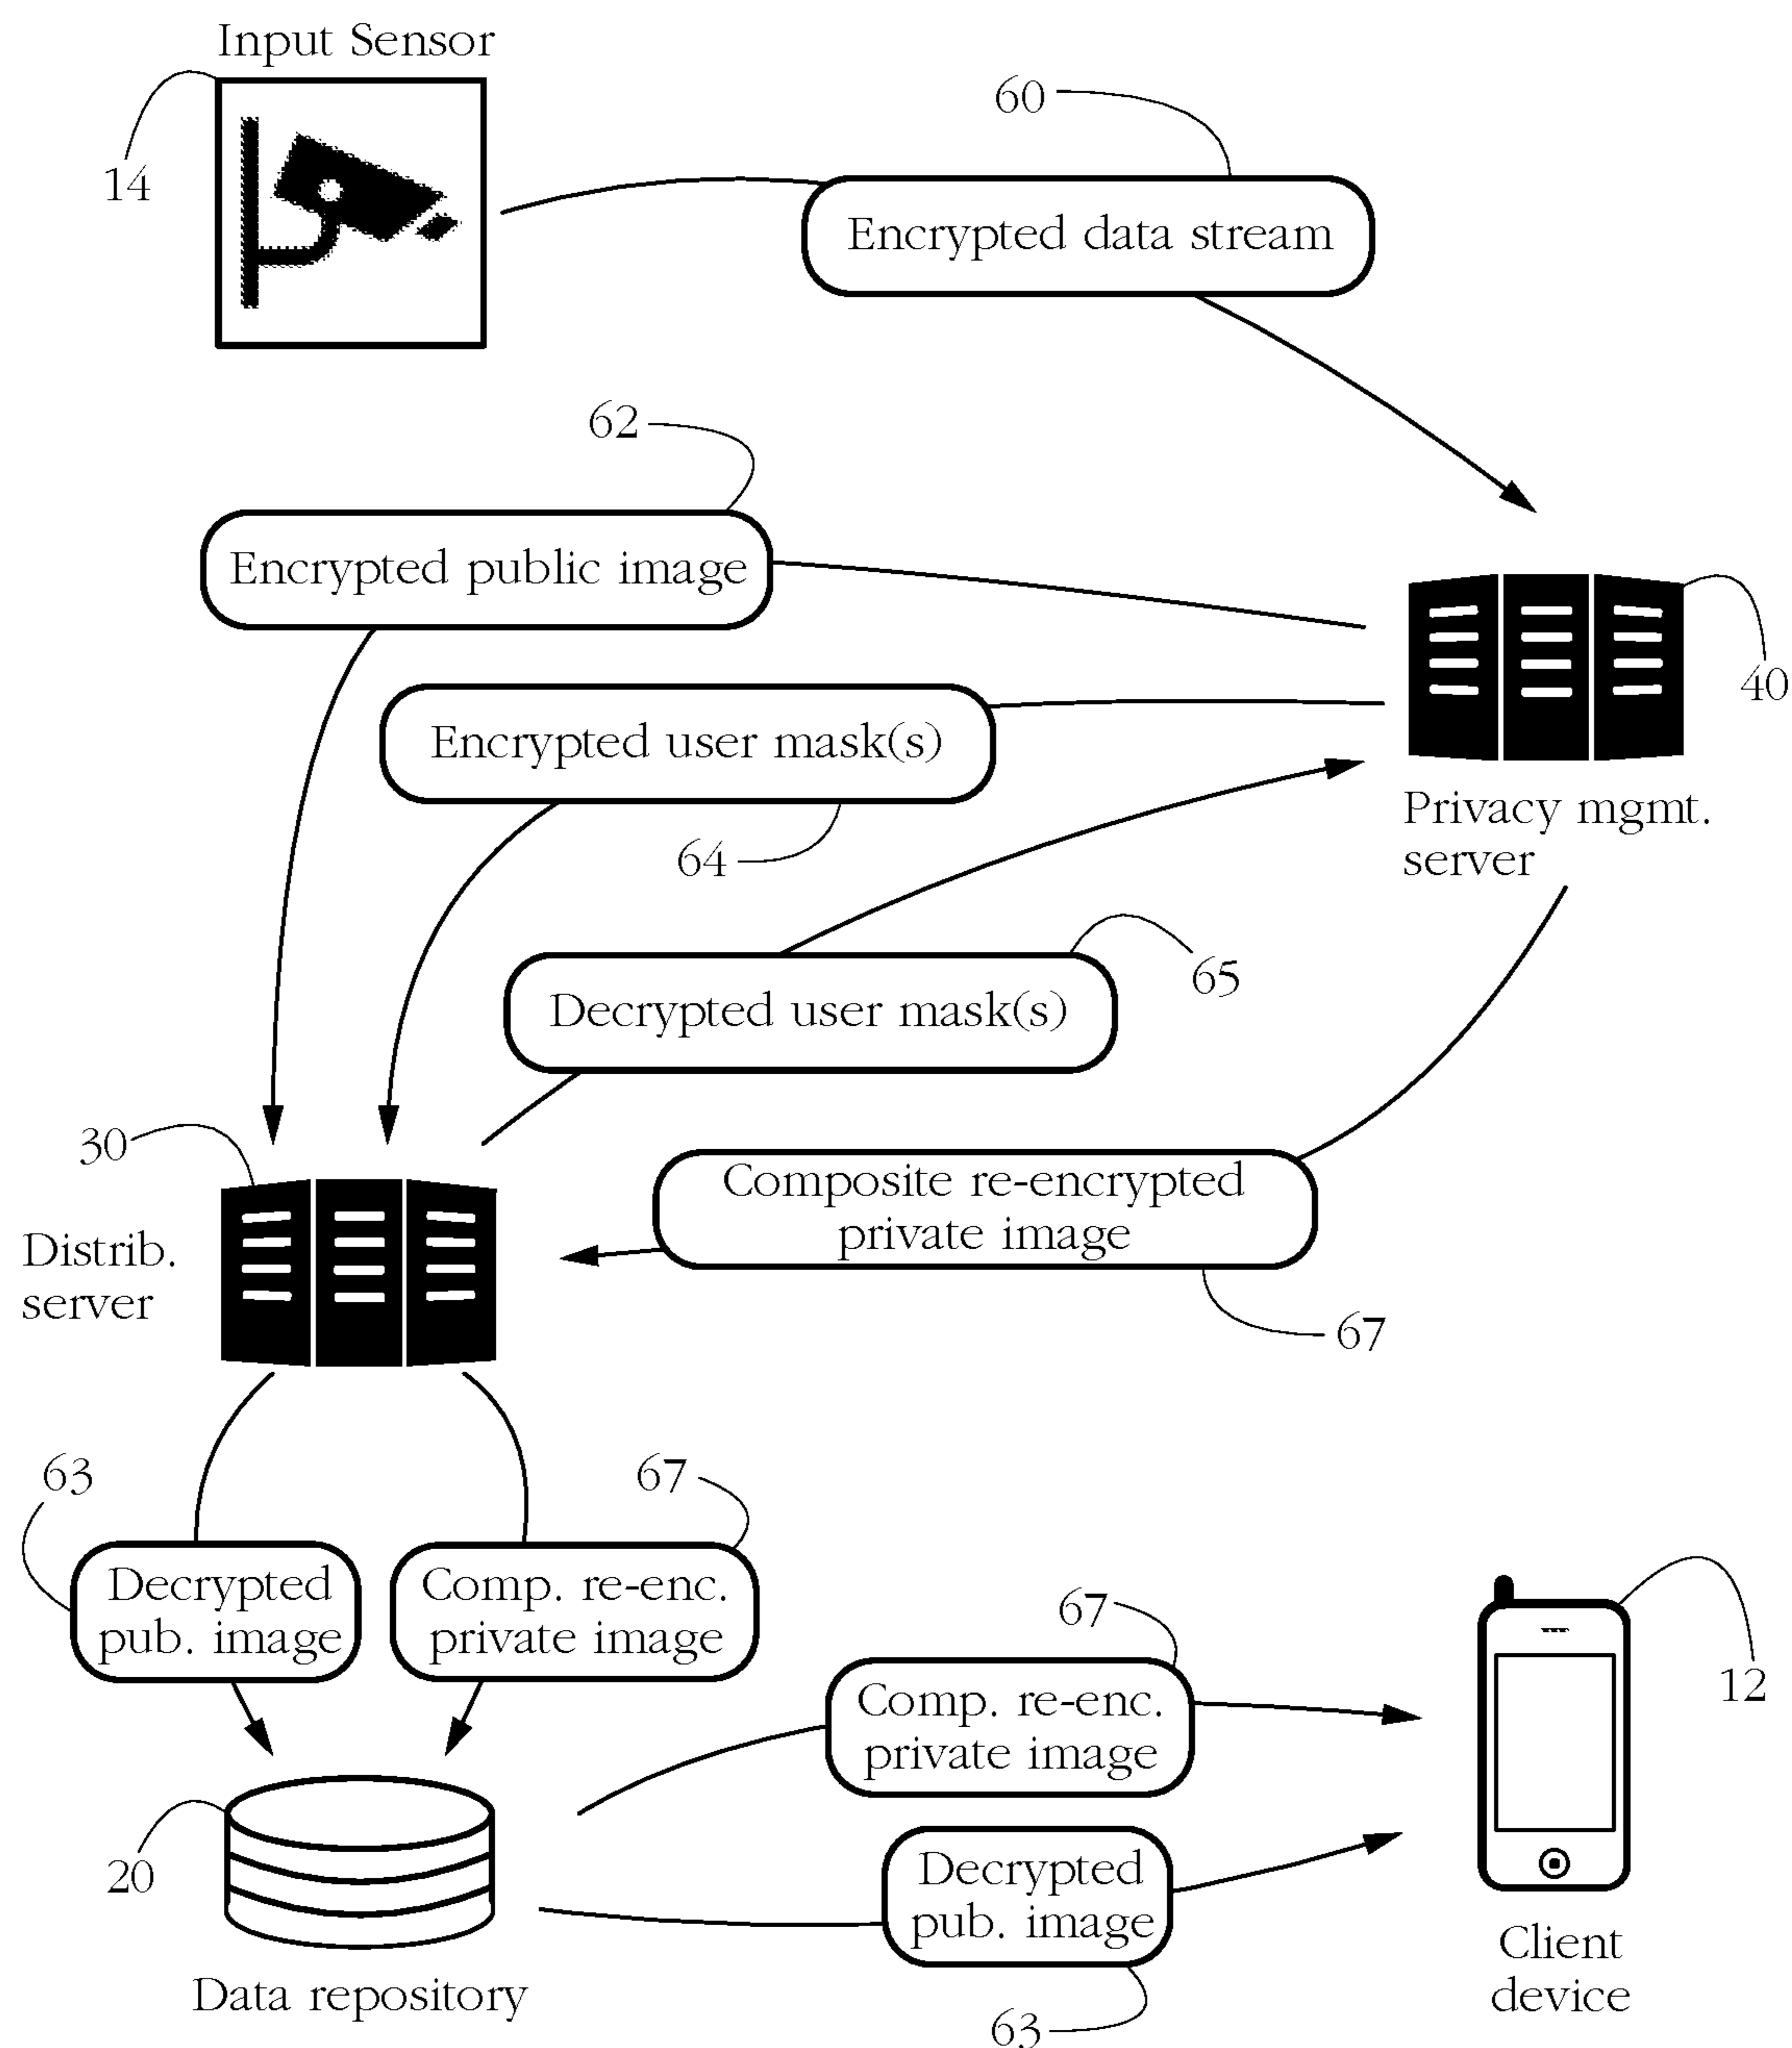 Input Sensor
14
60
Encrypted data stream
62
Encrypted public image
40
Encrypted user mask(s)
64
Privacy mgmt.
server
65
Decrypted user mask(s)
30
Composite re-encrypted
private image
Distrib.
server
67
63
67
Decrypted
pub. image
Comp. re-enc.
private image
67
12
Comp. re-enc.
private image
20
Decrypted
pub. image
Client
device
Data repository
63